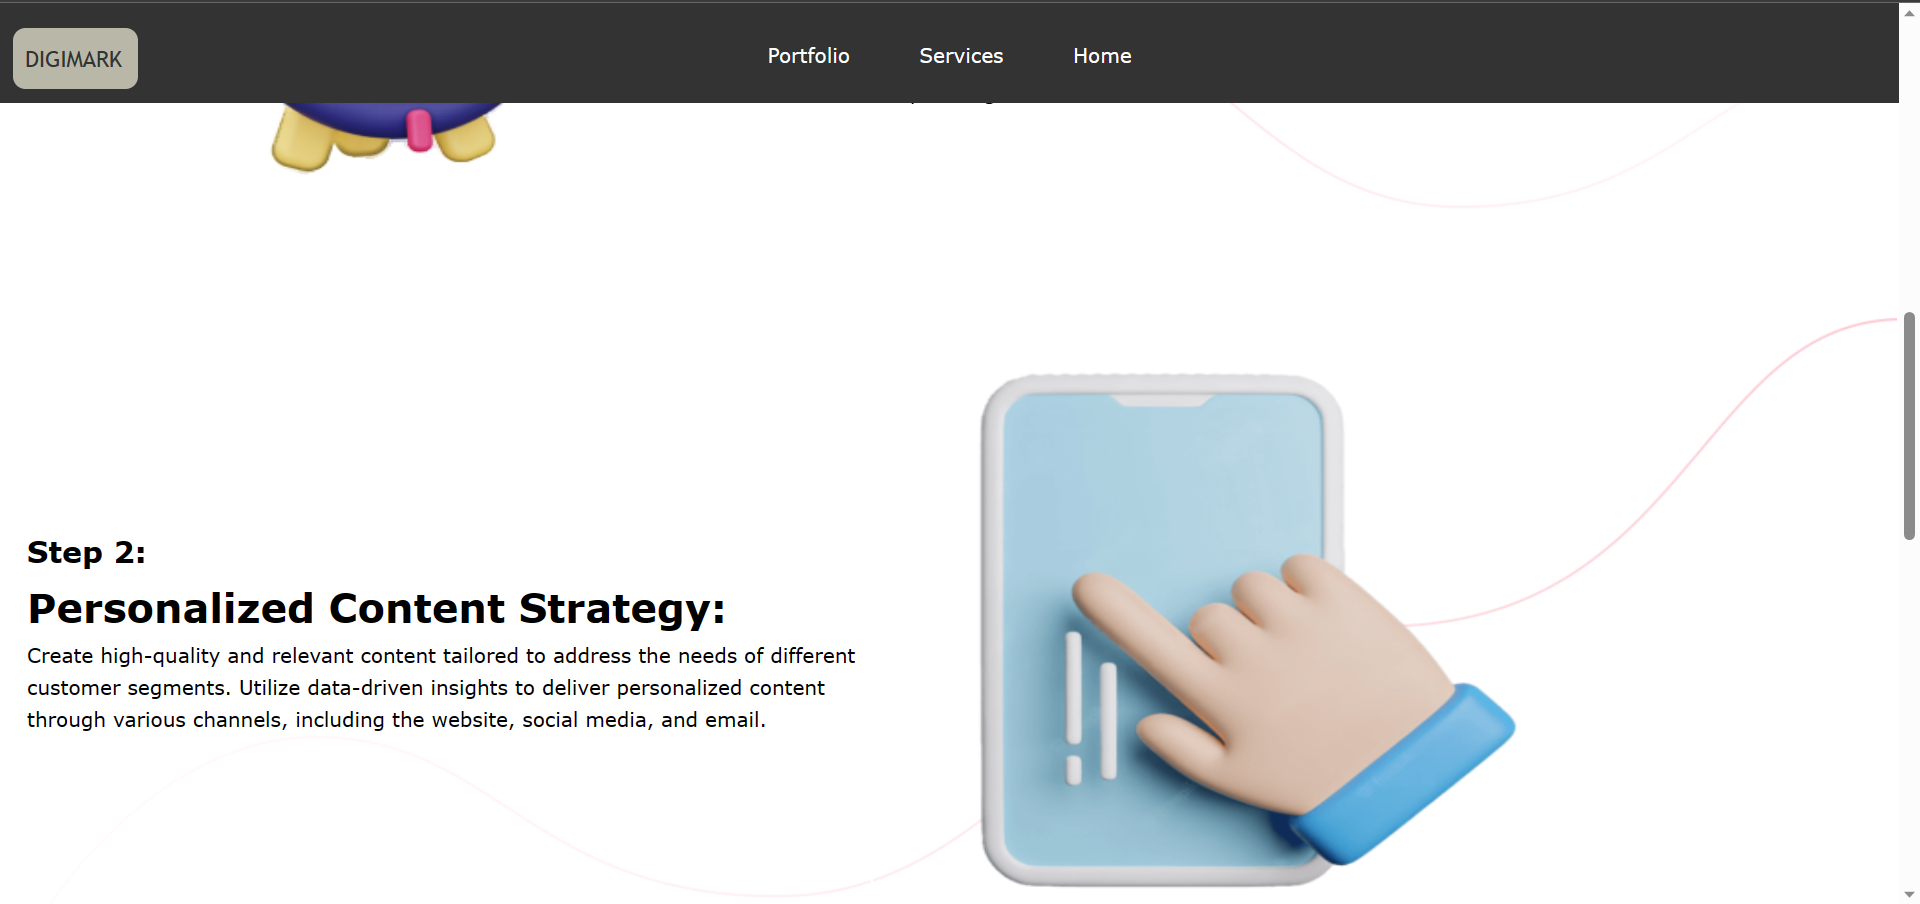 DIGIMARK
Portfolio
Services
Home
Step 2:
Personalized Content Strategy:
Create high-quality and relevant content tailored to address the needs of different
customer segments. Utilize data-driven insights to deliver personalized content
through various channels, including the website, social media, and email.